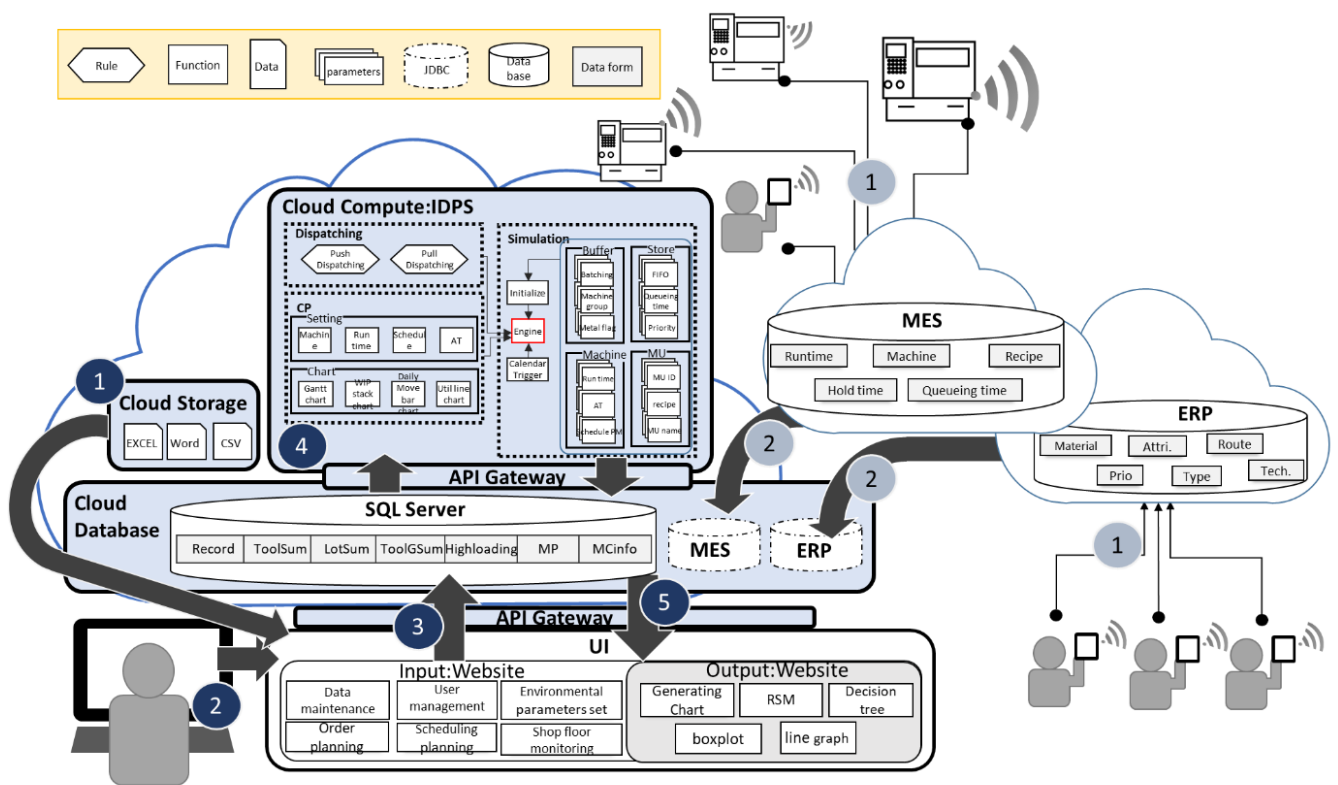 Rule
Function
Data
parameters
JDBC
Data
base
Data form
1
Cloud Compute:IDPS
Dispatching
Push
Dispatching
Pull
Dispatching
CP
Setting
Machin
e
Run
time
Schedul
e
AT
Chart
Gantt
chart
WIP
stack
chart
Daily
Move
bar chart
Util line
chart
4
Simulation
Initialize
Engine
Calendar
Trigger
Buffer
Batching
Machine
group
Metal flag
Store
FIFO
Queueing
time
Priority
Machine
Run time
AT
Schedule PM
MU
MU ID
recipe
MU name
MES
Runtime
Machine
Recipe
Hold time
Queueing time
ERP
Material
Attri.
Route
Prio
Type
Tech.
2
2
1
1
Cloud Storage
EXCEL
Word
CSV
API Gateway
Cloud
Database
SQL Server
Record
ToolSum
LotSum
ToolGSum
Highloading
MP
MCinfo
MES
ERP
3
5
API Gateway
UI
2
Input:Website
Data
maintenance
User
management
Environmental
parameters set
Order
planning
Scheduling
planning
Shop floor
monitoring
Output:Website
Generating
Chart
RSM
Decision
tree
boxplot
line graph